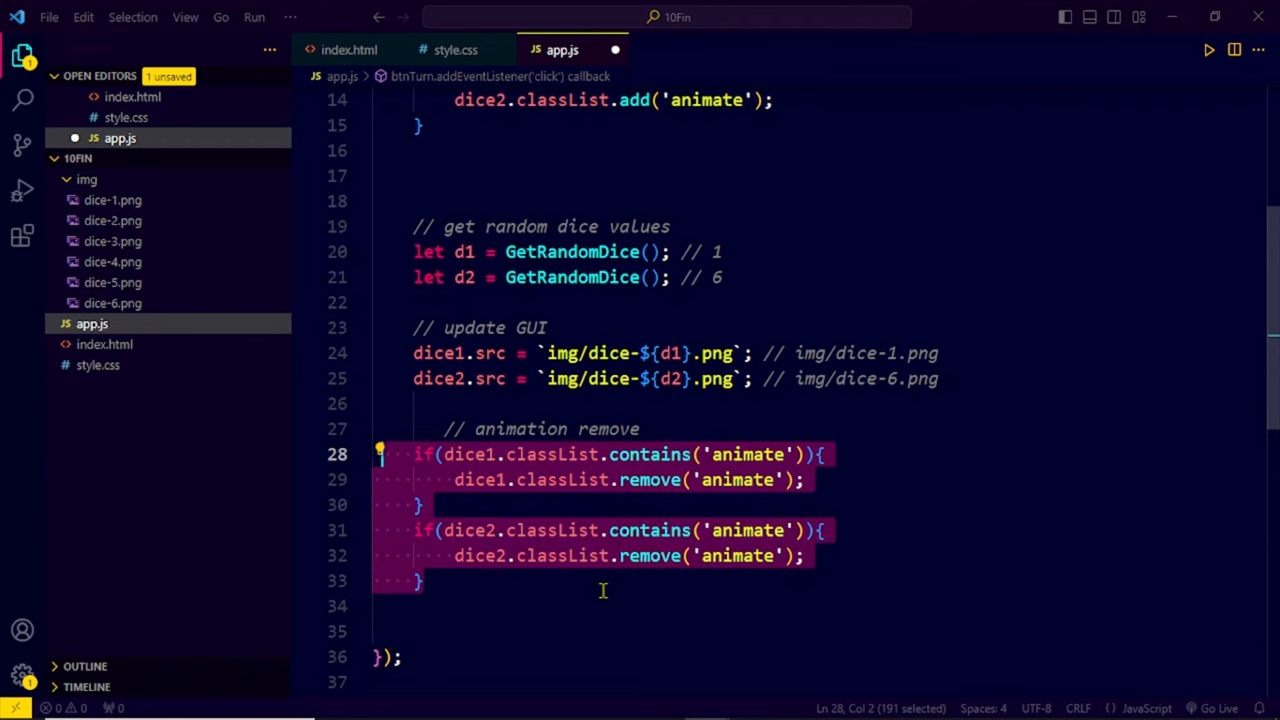 File Edit Selection View Go Run ··· 10Fin
index.html style.css JS app.js
JS app.js > btnTurn.addEventListener('click') callback
OPEN EDITORS 1 unsaved
index.html
style.css
JS app.js
10FIN
img
dice-1.png
dice-2.png
dice-3.png
dice-4.png
dice-5.png
dice-6.png
JS app.js
index.html
style.css
OUTLINE
TIMELINE
1
1
14 dice2.classList.add('animate');
15 }
16
17
18
19 // get random dice values
20 let d1 = GetRandomDice(); // 1
21 let d2 = GetRandomDice(); // 6
22
23 // update GUI
24 dice1.src = `img/dice-${d1}.png`; // img/dice-1.png
25 dice2.src = `img/dice-${d2}.png`; // img/dice-6.png
26
27 // animation remove
28 if(dice1.classList.contains('animate')){
29 dice1.classList.remove('animate');
30 }
31 if(dice2.classList.contains('animate')){
32 dice2.classList.remove('animate');
33 }
34
35
36 });
37
0 0 0 Ln 28, Col 2 (191 selected) Spaces: 4 UTF-8 CRLF {} JavaScript Go Live